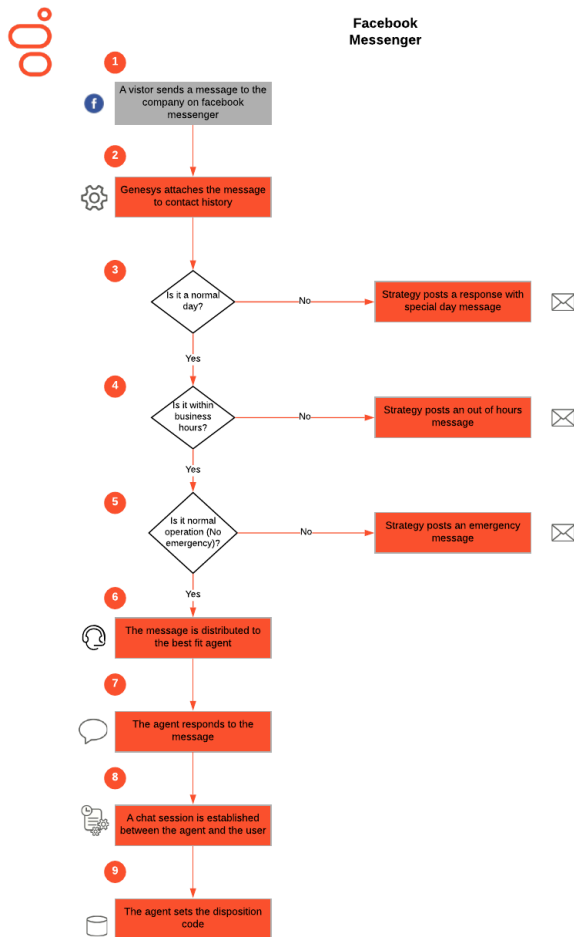 Facebook
Messenger
1
A vistor sends a message to the
company on facebook
messenger
f
2
Genesys attaches the message
to contact history
3
Is it a normal
day?
No
Strategy posts a response with
special day message
Yes
4
Is it within
business
hours?
No
Strategy posts an out of hours
message
Yes
5
Is it normal
operation (No
emergency)?
No
Strategy posts an emergency
message
Yes
6
The message is distributed to
the best fit agent
7
The agent responds to the
message
8
A chat session is established
between the agent and the user
9
The agent sets the disposition
code